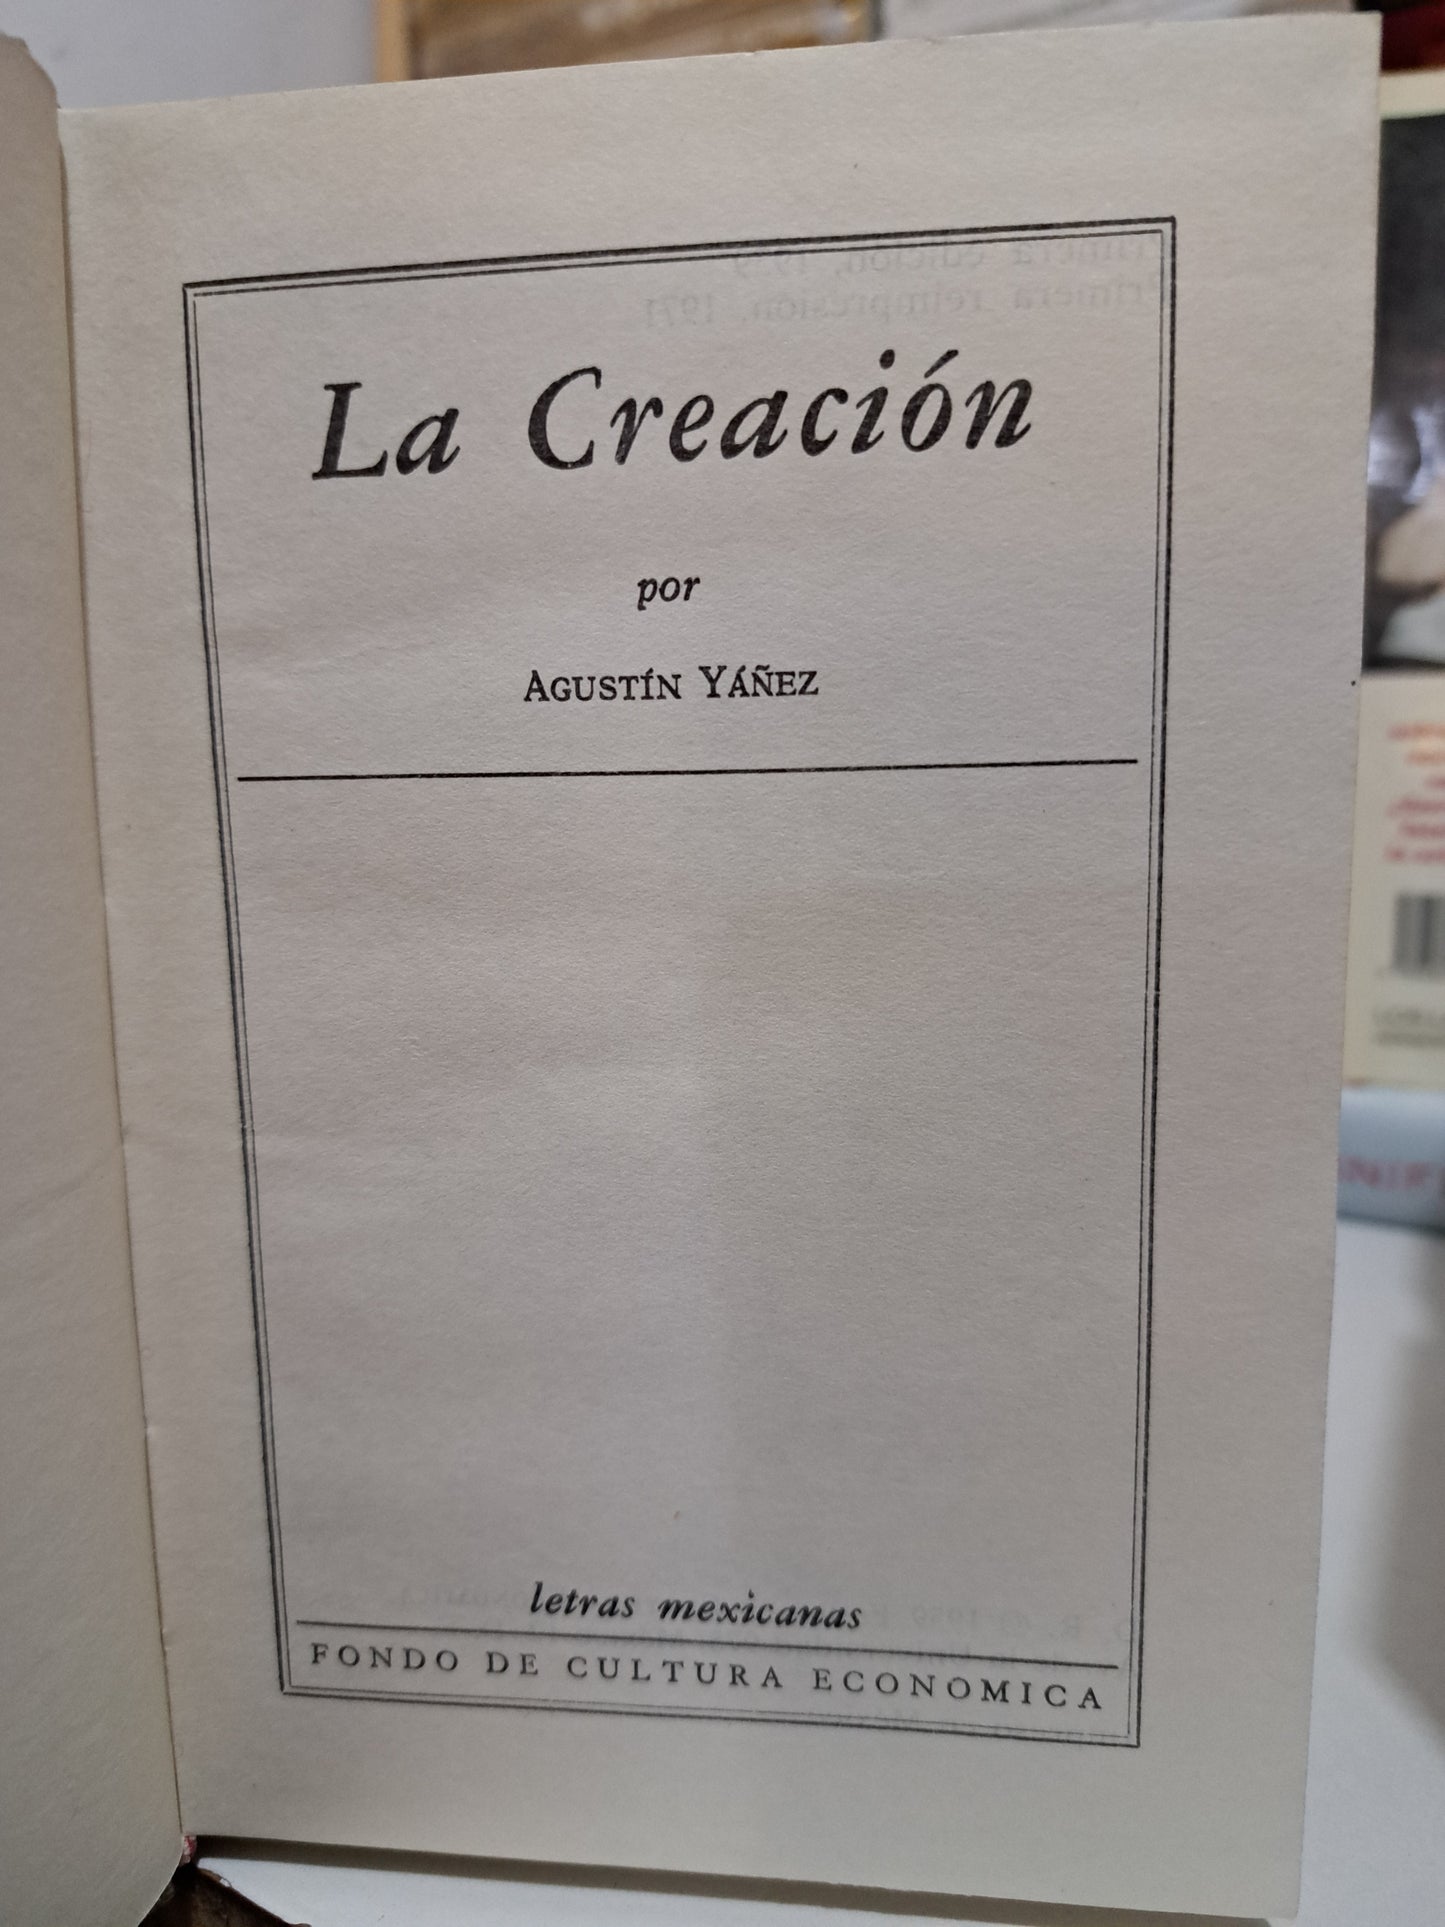 La Creación
por
AGUSTÍN YÁÑEZ
letras mexicanas
FONDO DE CULTURA ECONOMICA